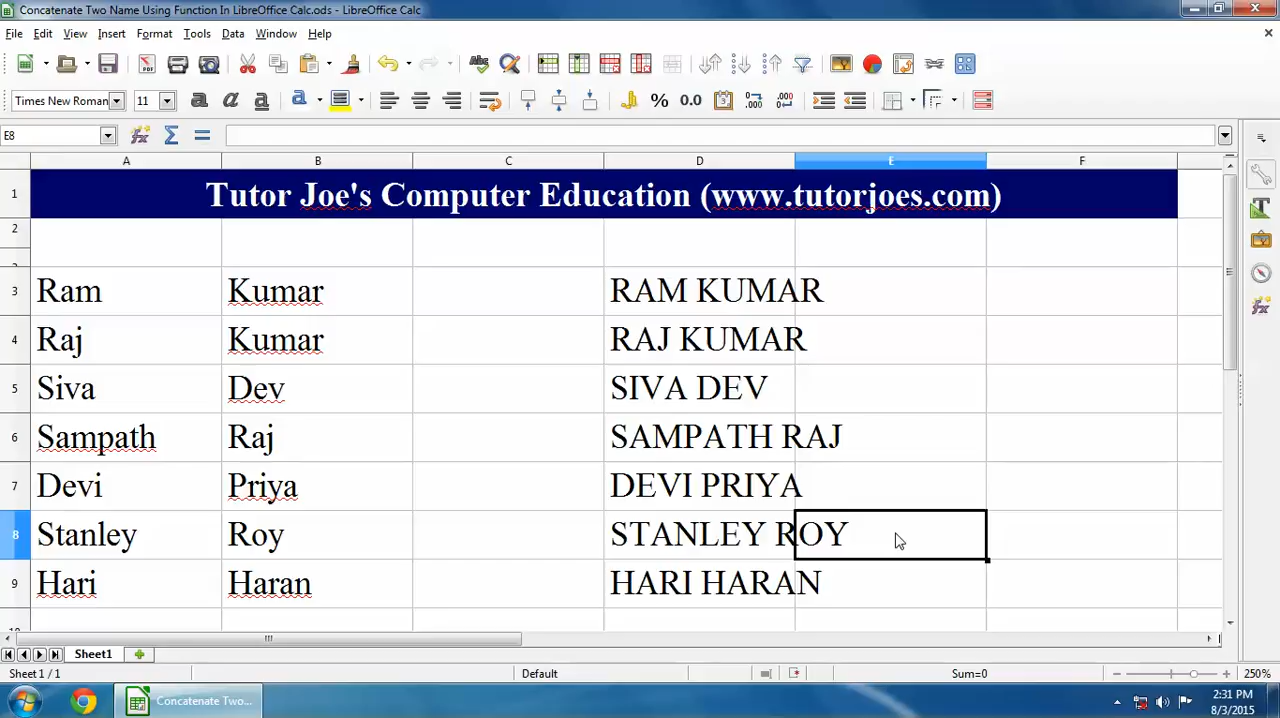 Concatenate Two Name Using Function In LibreOffice Calc.ods - LibreOffice Calc
File Edit View Insert Format Tools Data Window Help
Times New Roman 11 a a a a % 0.0
E8
A B C D E F
1 Tutor Joe's Computer Education (www.tutorjoes.com)
2
3 Ram Kumar RAM KUMAR
4 Raj Kumar RAJ KUMAR
5 Siva Dev SIVA DEV
6 Sampath Raj SAMPATH RAJ
7 Devi Priya DEVI PRIYA
8 Stanley Roy STANLEY ROY
9 Hari Haran HARI HARAN
Sheet1
Sheet 1 / 1 Default Sum=0 250%
Concatenate Two... 2:31 PM
8/3/2015